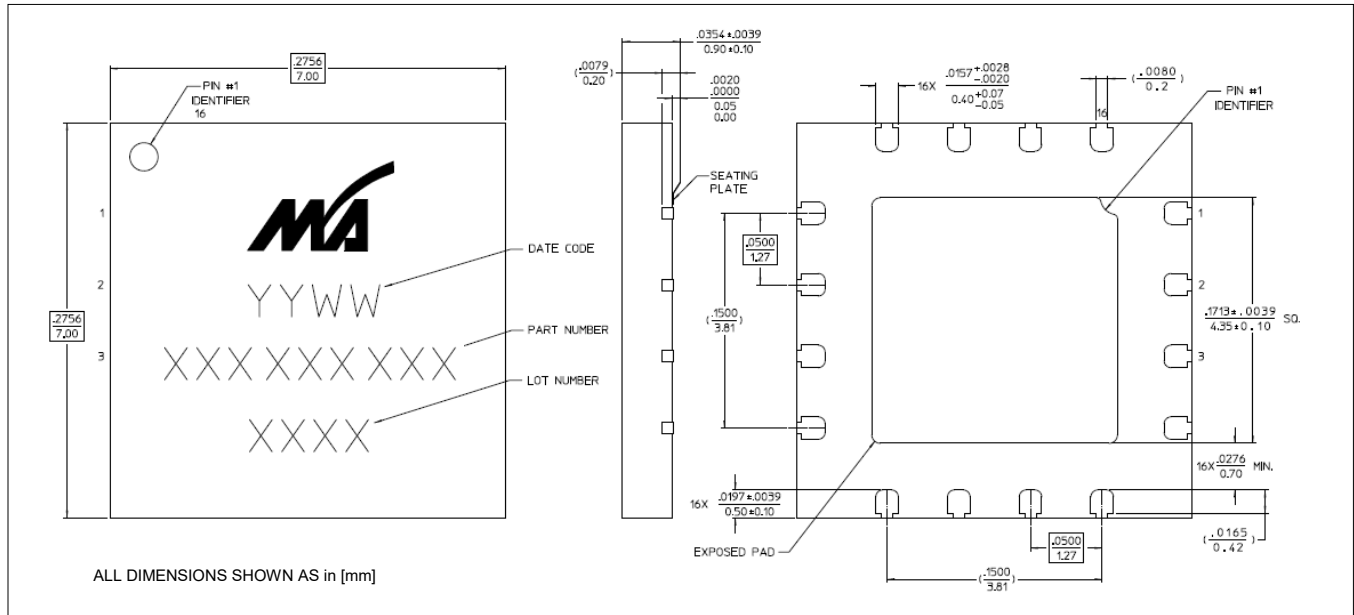 .2756
7.00
PIN #1
IDENTIFIER
16
.2756
7.00
1
2
3
MA
YYWW
XXX XXX XXX
XXXX
DATE CODE
PART NUMBER
LOT NUMBER
ALL DIMENSIONS SHOWN AS in [mm]
.0354±.0039
0.90±0.10
(.0079
0.20)
.0020
.0000
0.05
0.00
SEATING
PLATE
16X .0157+.0028
-.0020
0.40+0.07
-0.05
(.0080
0.2)
16
PIN #1
IDENTIFIER
.0500
1.27
(.1500
3.81)
1
2
3
.1713±.0039
4.35±0.10 SQ.
16X .0276
0.70 MIN.
16X .0197±.0039
0.50±0.10
EXPOSED PAD
.0500
1.27
(.1500
3.81)
(.0165
0.42)